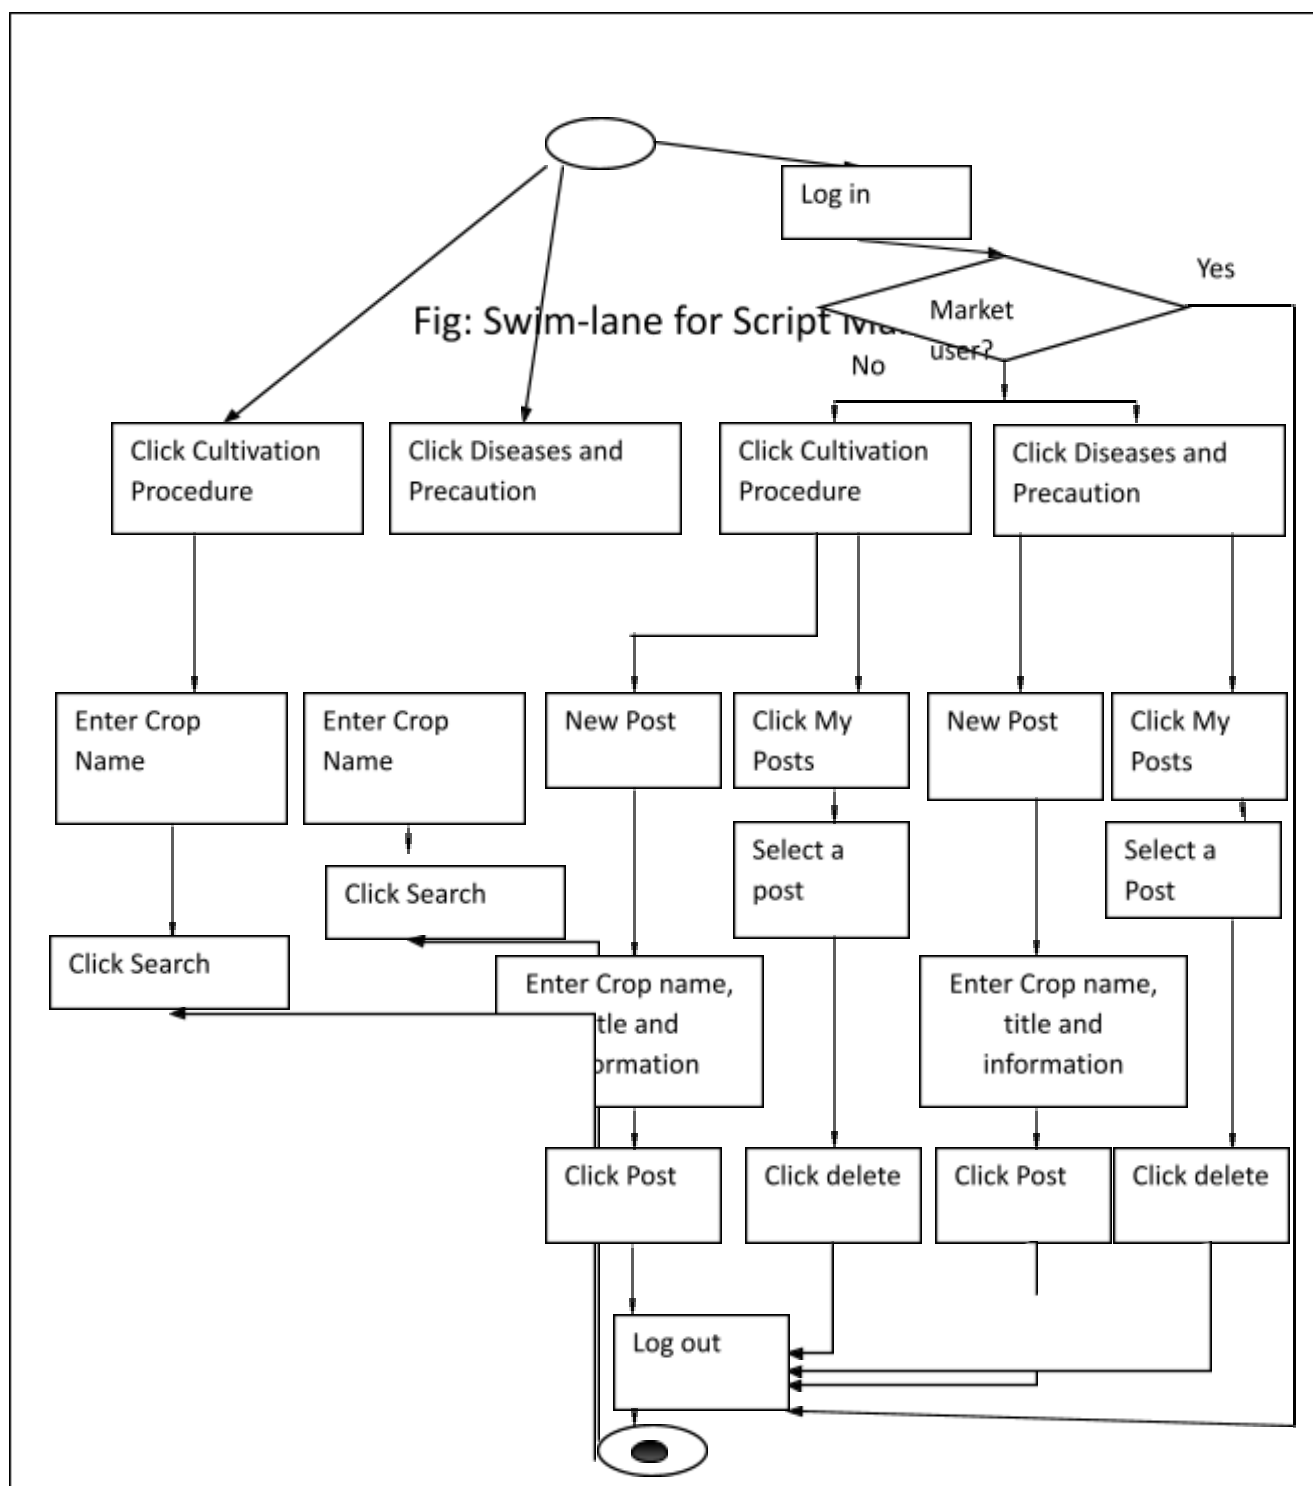 Log in
Yes
Fig: Swim-lane for Script
Market
user?
No
Click Cultivation
Procedure
Click Diseases and
Precaution
Click Cultivation
Procedure
Click Diseases and
Precaution
Enter Crop
Name
Enter Crop
Name
New Post
Click My
Posts
New Post
Click My
Posts
Select a
post
Select a
Post
Click Search
Click Search
Enter Crop name,
tle and
ormation
Enter Crop name,
title and
information
Click Post
Click delete
Click Post
Click delete
Log out